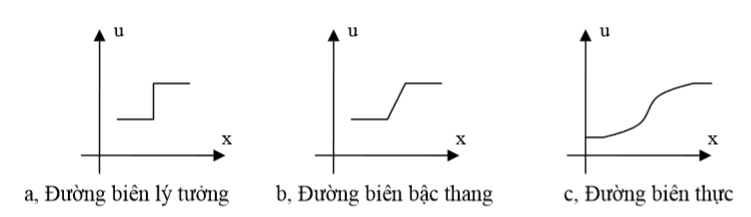 u
u
u
x
x
x
a, Đường biên lý tưởng
b, Đường biên bậc thang
c, Đường biên thực